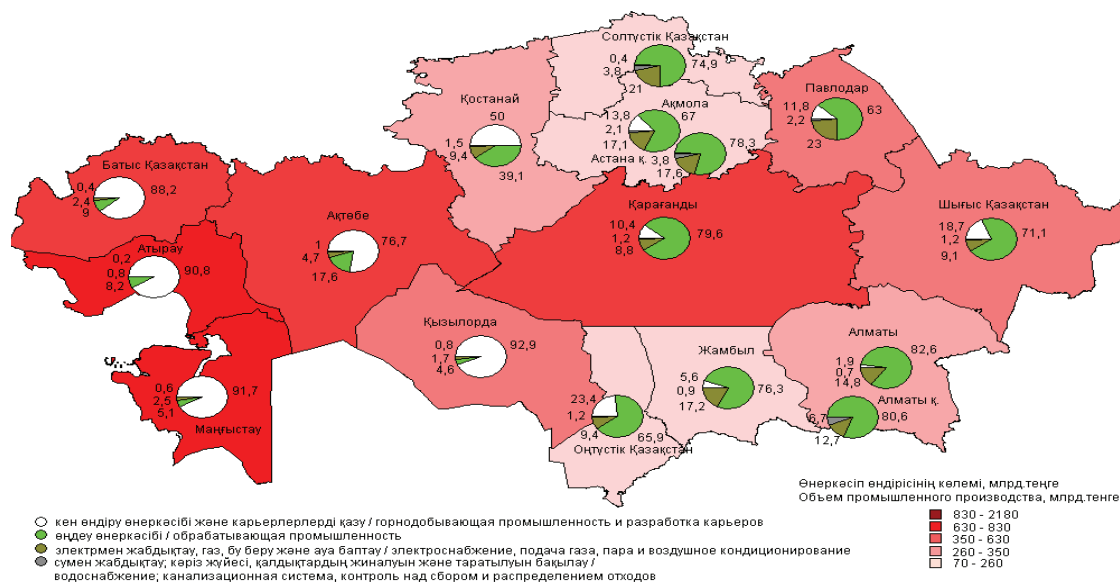 Солтүстік Қазақстан
0,4
3,8
21
74,9
Қостанай
50
1,5
9,4
39,1
Ақмола
13,8
67
2,1
17,1
Астана қ.
3,8
17,6
78,3
Павлодар
11,8
63
2,2
23
Батыс Қазақстан
0,4
88,2
2,4
9
Ақтөбе
76,7
1
4,7
17,6
Қарағанды
10,4
79,6
1,2
8,8
Шығыс Қазақстан
18,7
71,1
1,2
9,1
Атырау
0,2
90,8
0,8
8,2
Қызылорда
0,8
92,9
1,7
4,6
Жамбыл
5,6
76,3
0,9
17,2
Алматы
1,9
82,6
0,7
14,8
Алматы қ.
6,7
80,6
12,7
0,6
91,7
2,5
5,1
Маңғыстау
23,4
1,2
9,4
65,9
Оңтүстік Қазақстан
кен өндіру өнеркәсібі және карьерлерлерді қазу / горнодобывающая промышленность и разработка карьеров
өңдеу өнеркәсібі / обрабатывающая промышленность
электрмен жабдықтау, газ, бу беру және ауа баптау / электроснабжение, подача газа, пара и воздушное кондиционирование
сумен жабдықтау; кәріз жүйесі, қалдықтардың жиналуын және таратылуын бақылау /
водоснабжение; канализационная система, контроль над сбором и распределением отходов
Өнеркәсіп өндірісінің көлемі, млрд.теңге
Объем промышленного производства, млрд.тенге
830 - 2180
630 - 830
350 - 630
260 - 350
70 - 260